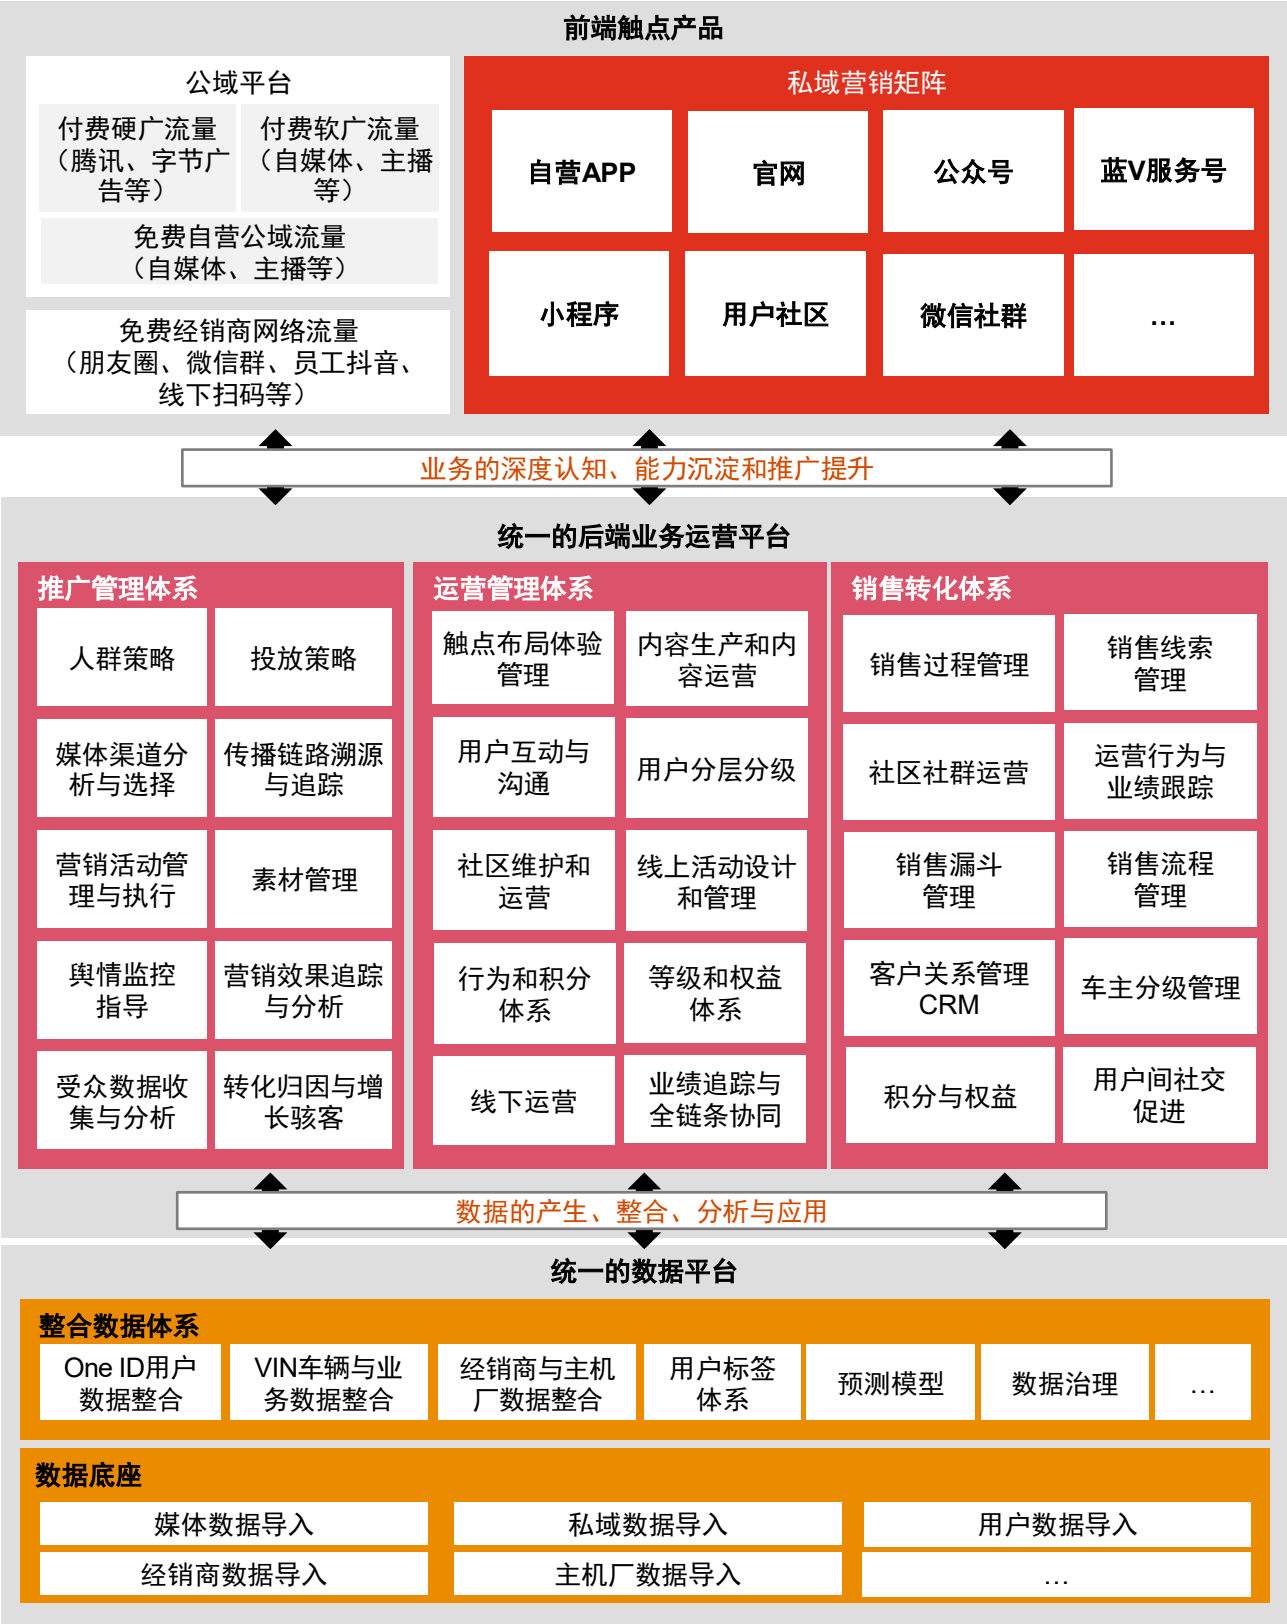 前端触点产品
公域平台
付费硬广流量
（腾讯、字节广
告等）
付费软广流量
（自媒体、主播
等）
免费自营公域流量
（自媒体、主播等）
免费经销商网络流量
（朋友圈、微信群、员工抖音、
线下扫码等）
私域营销矩阵
自营APP
官网
公众号
蓝V服务号
小程序
用户社区
微信社群
…
业务的深度认知、能力沉淀和推广提升
统一的后端业务运营平台
推广管理体系
人群策略
投放策略
媒体渠道分
析与选择
传播链路溯源
与追踪
营销活动管
理与执行
素材管理
舆情监控
指导
营销效果追踪
与分析
受众数据收
集与分析
转化归因与增
长骇客
运营管理体系
触点布局体验
管理
内容生产和内
容运营
用户互动与
沟通
用户分层分级
社区维护和
运营
线上活动设计
和管理
行为和积分
体系
等级和权益
体系
线下运营
业绩追踪与
全链条协同
销售转化体系
销售过程管理
销售线索
管理
社区社群运营
运营行为与
业绩跟踪
销售漏斗
管理
销售流程
管理
客户关系管理
CRM
车主分级管理
积分与权益
用户间社交
促进
数据的产生、整合、分析与应用
统一的数据平台
整合数据体系
One ID用户
数据整合
VIN车辆与业
务数据整合
经销商与主机
厂数据整合
用户标签
体系
预测模型
数据治理
…
数据底座
媒体数据导入
私域数据导入
用户数据导入
经销商数据导入
主机厂数据导入
…